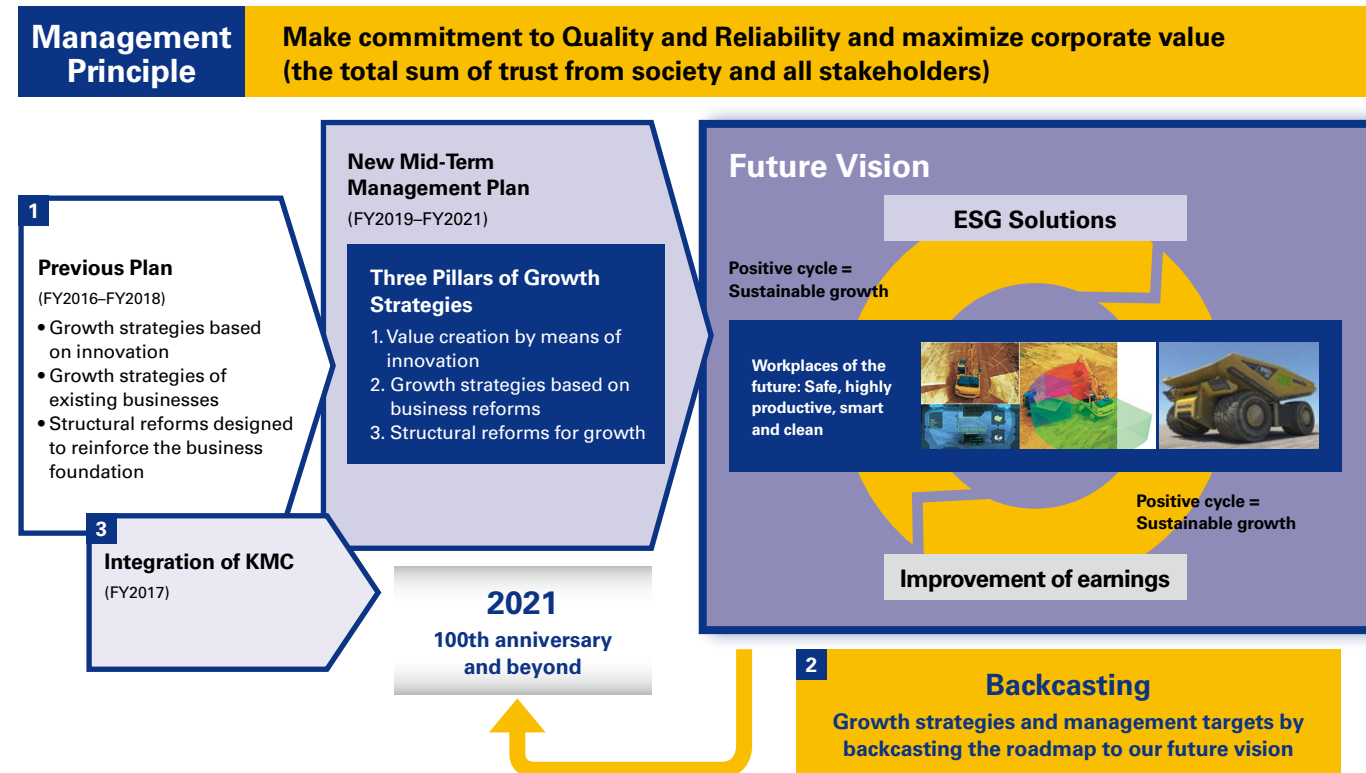 Management
Principle
Make commitment to Quality and Reliability and maximize corporate value
(the total sum of trust from society and all stakeholders)
1
Previous Plan
(FY2016–FY2018)
• Growth strategies based
on innovation
• Growth strategies of
existing businesses
• Structural reforms designed
to reinforce the business
foundation
3
Integration of KMC
(FY2017)
New Mid-Term
Management Plan
(FY2019–FY2021)
Three Pillars of Growth
Strategies
1. Value creation by means of
innovation
2. Growth strategies based on
business reforms
3. Structural reforms for growth
2021
100th anniversary
and beyond
Future Vision
ESG Solutions
Positive cycle =
Sustainable growth
Workplaces of the
future: Safe, highly
productive, smart
and clean
Positive cycle =
Sustainable growth
Improvement of earnings
2
Backcasting
Growth strategies and management targets by
backcasting the roadmap to our future vision